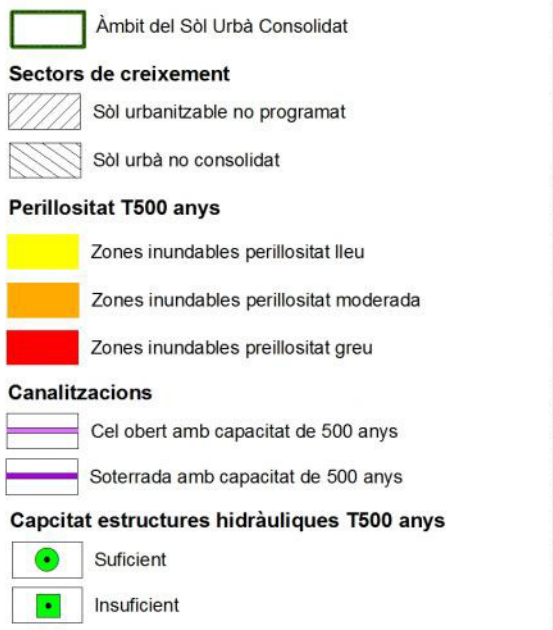 Àmbit del Sòl Urbà Consolidat
Sectors de creixement
Sòl urbanitzable no programat
Sòl urbà no consolidat
Perillositat T500 anys
Zones inundables perillositat lleu
Zones inundables perillositat moderada
Zones inundables preillositat greu
Canalitzacions
Cel obert amb capacitat de 500 anys
Soterrada amb capacitat de 500 anys
Capcitat estructures hidràuliques T500 anys
Suficient
Insuficient